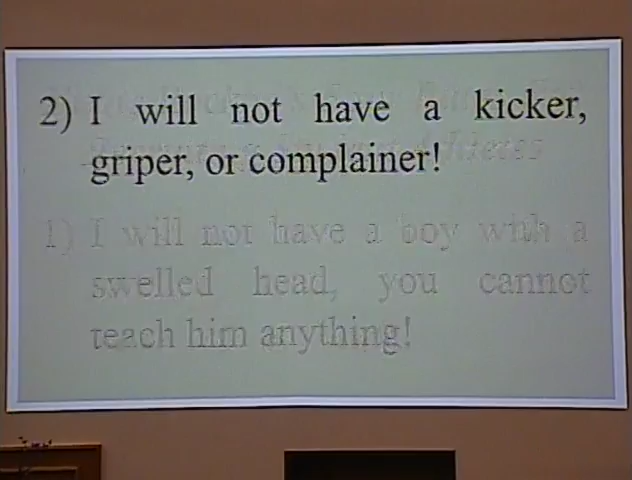 2) I will not have a kicker,
griper, or complainer!
1) I will not have a boy with a
swelled head, you cannot
teach him anything!